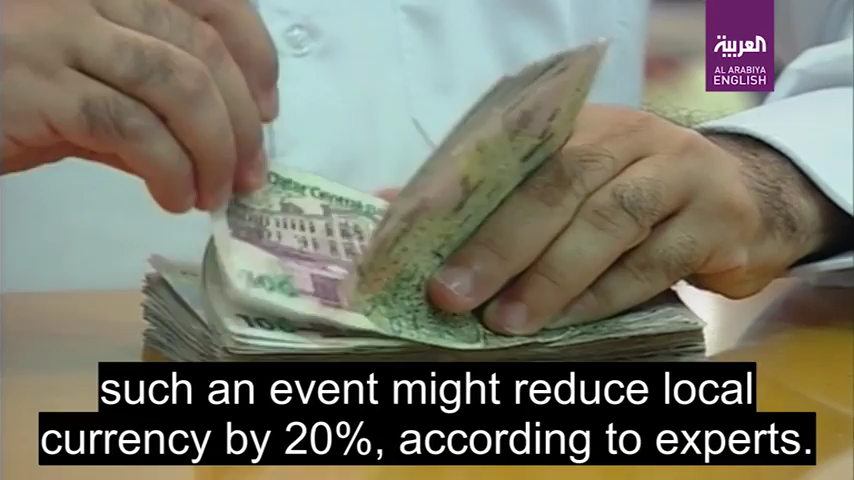 العربية
AL ARABIYA
ENGLISH
Qatar Central
100
100
such an event might reduce local
currency by 20%, according to experts.